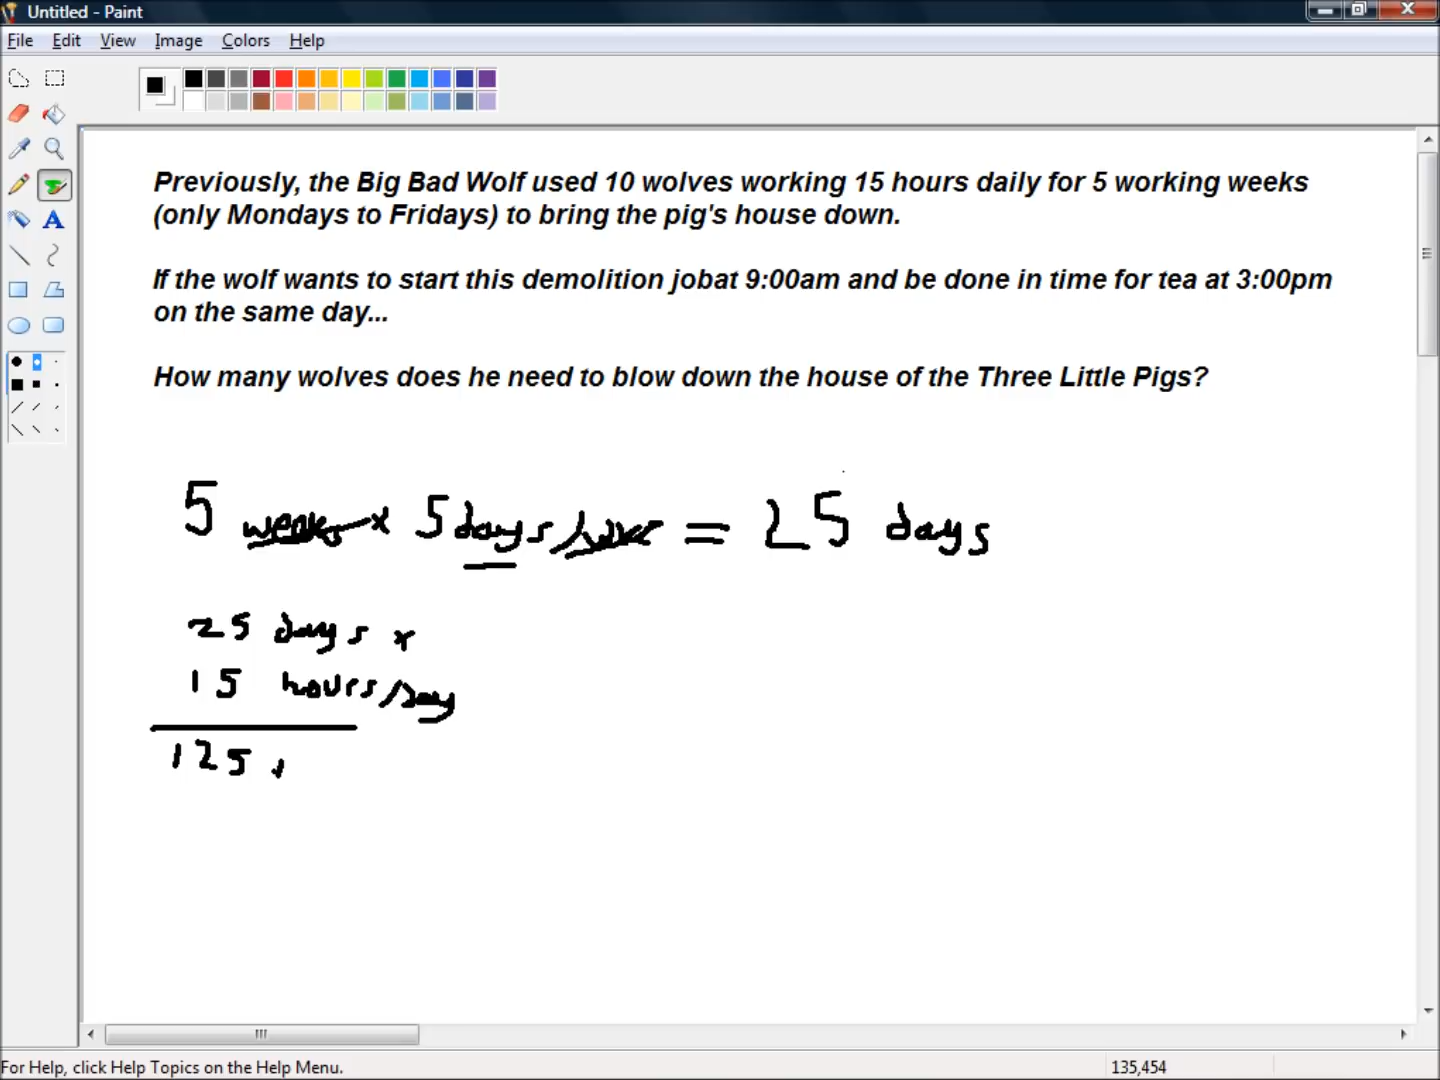 Untitled - Paint
File Edit View Image Colors Help
Previously, the Big Bad Wolf used 10 wolves working 15 hours daily for 5 working weeks
(only Mondays to Fridays) to bring the pig's house down.
If the wolf wants to start this demolition jobat 9:00am and be done in time for tea at 3:00pm
on the same day...
How many wolves does he need to blow down the house of the Three Little Pigs?
5 weeks x 5 days/ = 25 days
25 days x
15 hours/day
125
For Help, click Help Topics on the Help Menu.
135,454